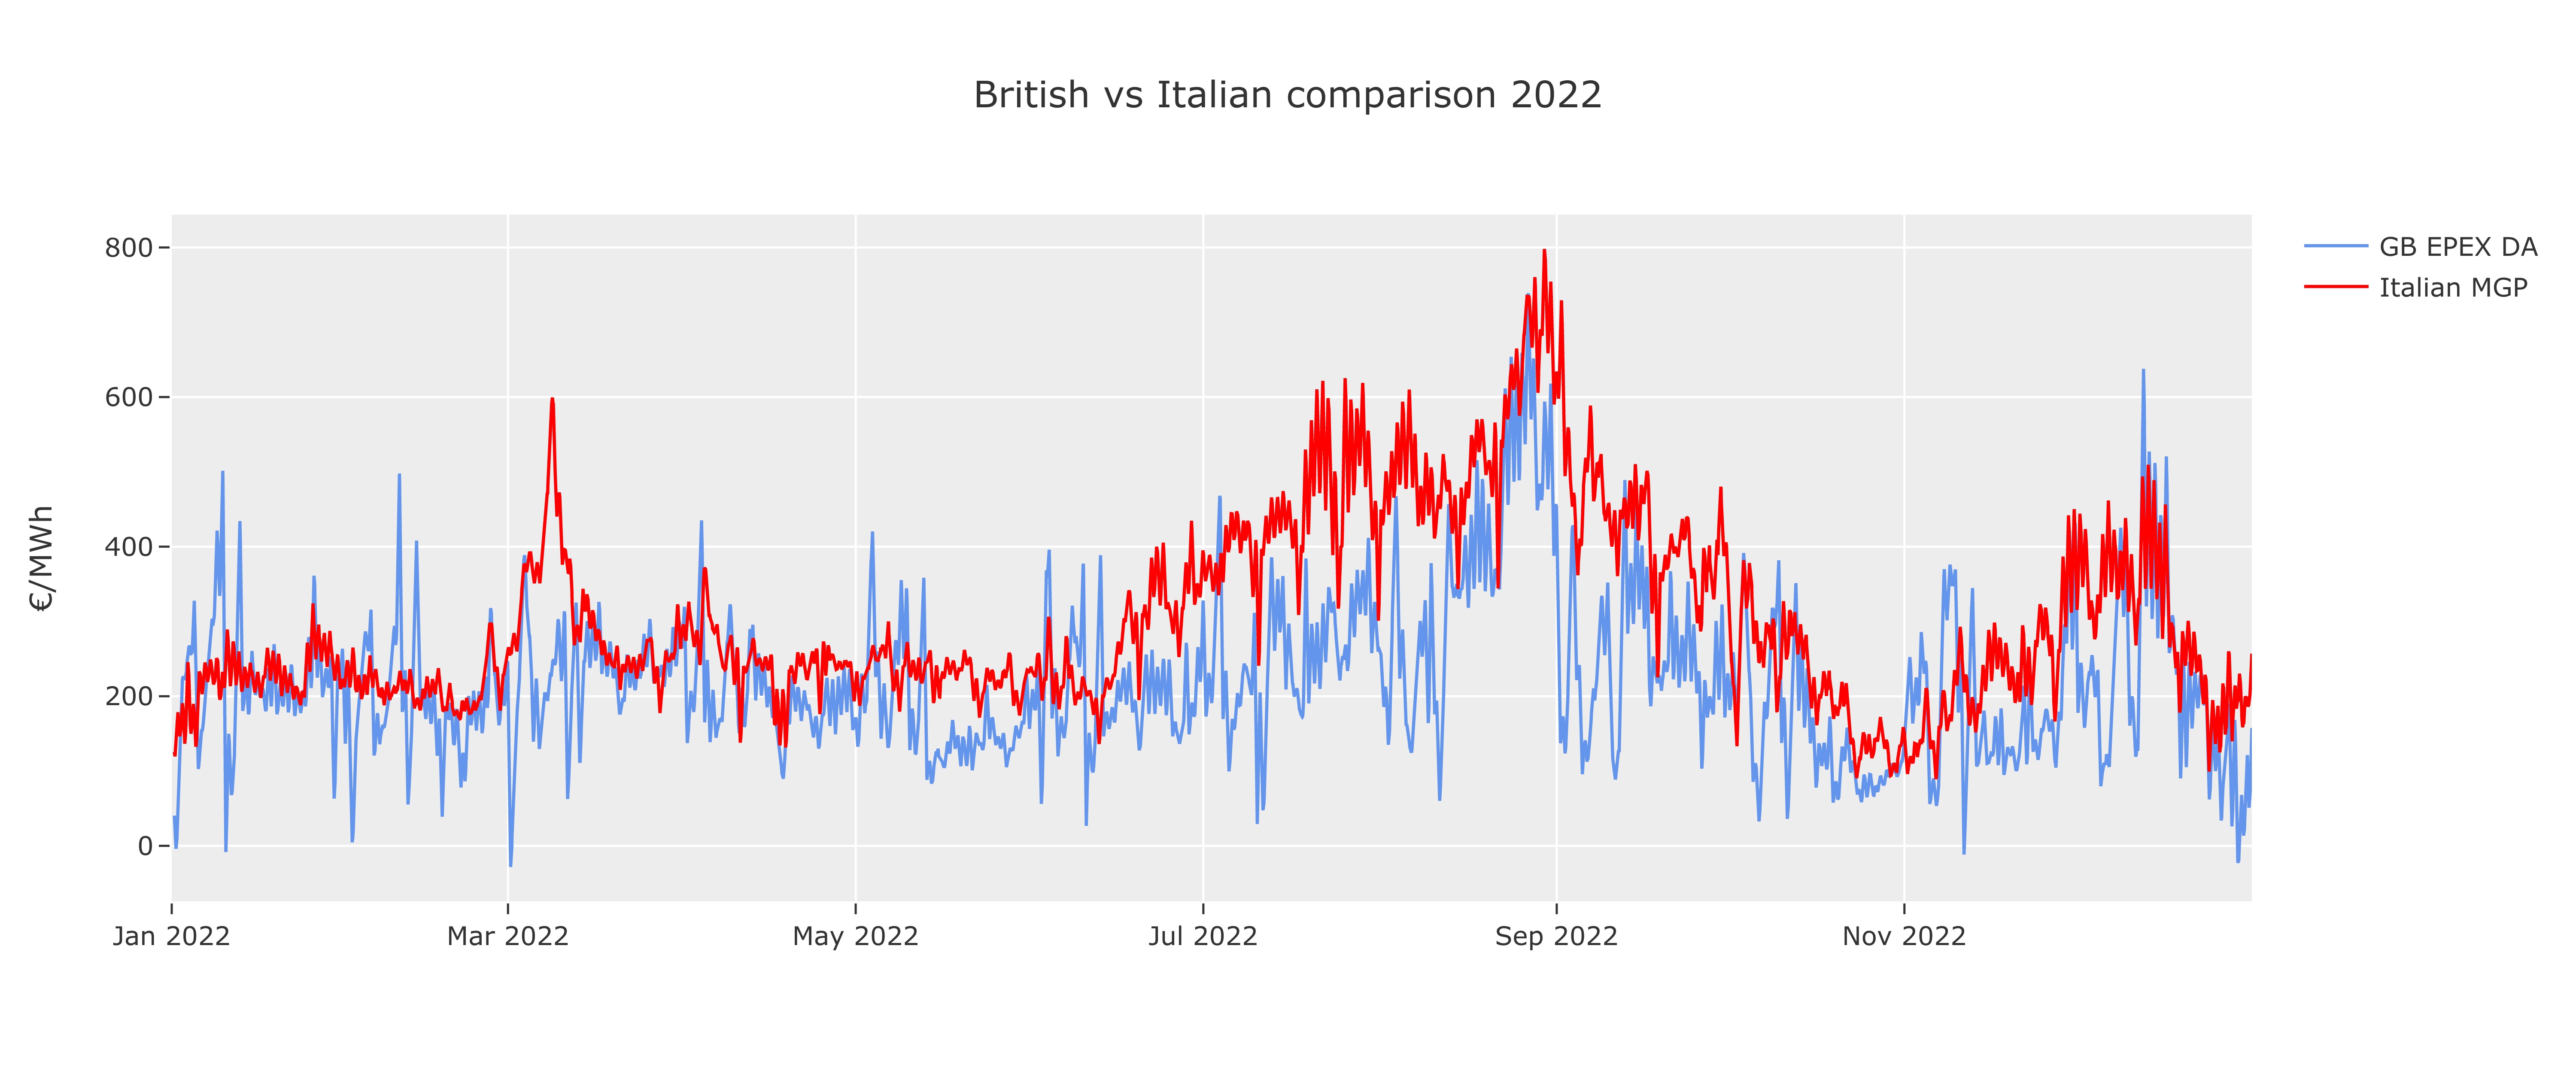 British vs Italian comparison 2022
800
600
400
200
0
€/MWh
Jan 2022
Mar 2022
May 2022
Jul 2022
Sep 2022
Nov 2022
GB EPEX DA
Italian MGP